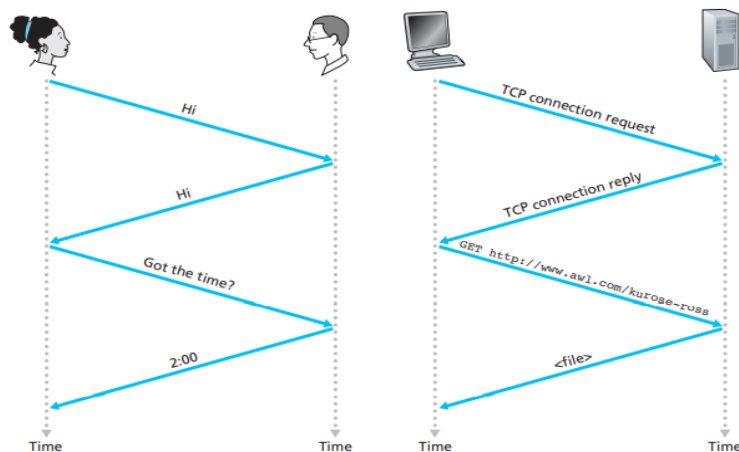 Hi
Hi
Got the time?
2:00
Time
Time
TCP connection request
TCP connection reply
GET http://www.awl.com/kurose-ross
<file>
Time
Time